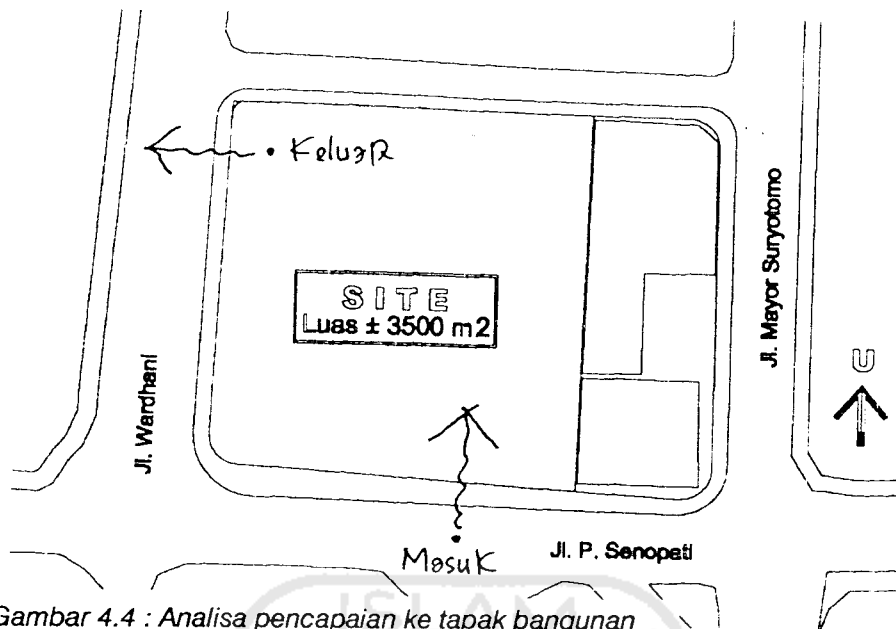 Keluar
SITE
Luas ± 3500 m2
Jl. Mayor Suryotomo
U
Jl. Wardhani
Masuk
Jl. P. Senopati
ISLAM
Gambar 4.4 : Analisa pencapaian ke tapak bangunan